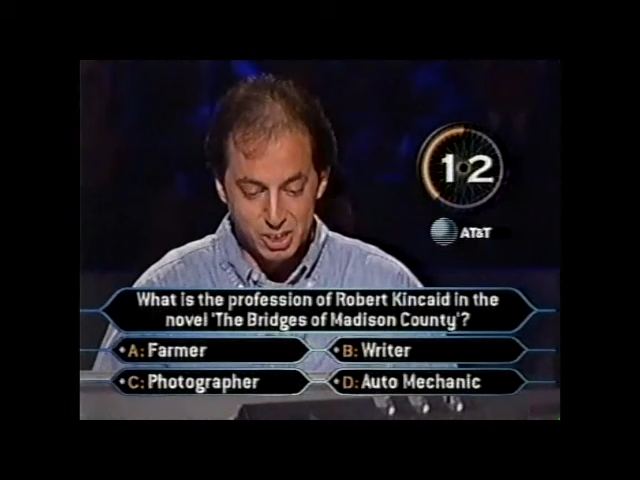 12
AT&T
What is the profession of Robert Kincaid in the
novel 'The Bridges of Madison County'?
A: Farmer
B: Writer
C: Photographer
D: Auto Mechanic